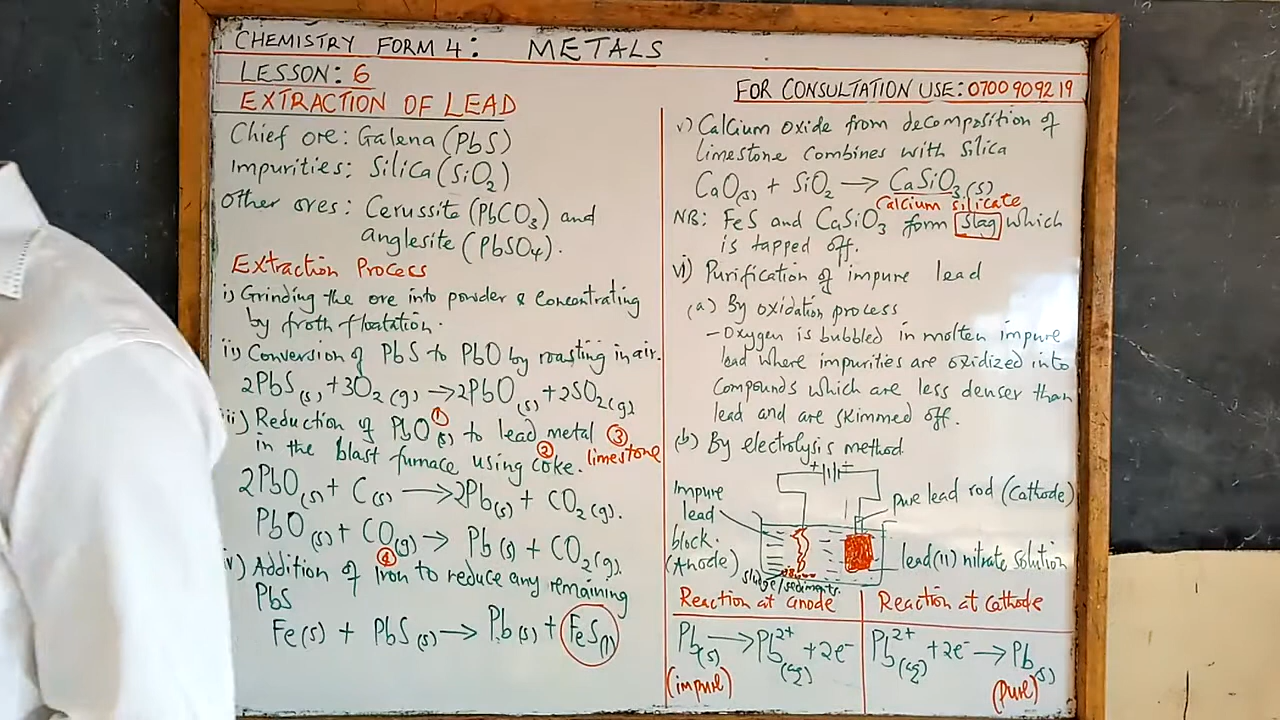 CHEMISTRY FORM 4: METALS
LESSON: 6
EXTRACTION OF LEAD
Chief ore: Galena (PbS)
Impurities: Silica (SiO₂)
Other ores: Cerussite (PbCO₃) and
anglesite (PbSO₄).
Extraction Process
i) Grinding the ore into powder & Concentrating
by froth flotation.
ii) Conversion of PbS to PbO by roasting in air.
2PbS(s) + 3O₂(g) → 2PbO(s) + 2SO₂(g)
iii) Reduction of PbO(s) ① to lead metal ③
in the blast furnace using coke. ② limestone
2PbO(s) + C(s) → 2Pb(s) + CO₂(g).
PbO(s) + CO(g) → Pb(s) + CO₂(g).
iv) Addition of Iron ④ to reduce any remaining
PbS
Fe(s) + PbS(s) → Pb(s) + FeS(l)
FOR CONSULTATION USE: 0700 909219
v) Calcium oxide from decomposition of
limestone combines with silica
CaO(s) + SiO₂ → CaSiO₃(s)
Calcium silicate
NB: FeS and CaSiO₃ form slag which
is tapped off.
vi) Purification of impure lead
(a) By oxidation process
- Oxygen is bubbled in molten impure
lead where impurities are oxidized into
compounds which are less denser than
lead and are skimmed off.
(b) By electrolysis method
+ -
Impure
lead
block.
(Anode)
pure lead rod (Cathode)
lead(II) nitrate solution
sludge/sediments.
Reaction at anode
Pb(s) → Pb²⁺(aq) + 2e⁻
(impure)
Reaction at Cathode
Pb²⁺(aq) + 2e⁻ → Pb(s)
(pure)